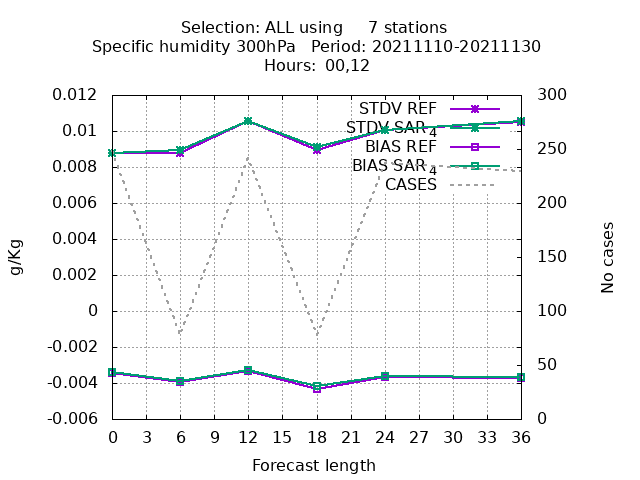 Selection: ALL using 7 stations
Specific humidity 300hPa Period: 20211110-20211130
Hours: 00,12
0.012
0.01
0.008
0.006
0.004
0.002
0
-0.002
-0.004
-0.006
g/Kg
STDV REF
STDV SAR4
BIAS REF
BIAS SAR4
CASES
300
250
200
150
100
50
0
No cases
0 3 6 9 12 15 18 21 24 27 30 33 36
Forecast length